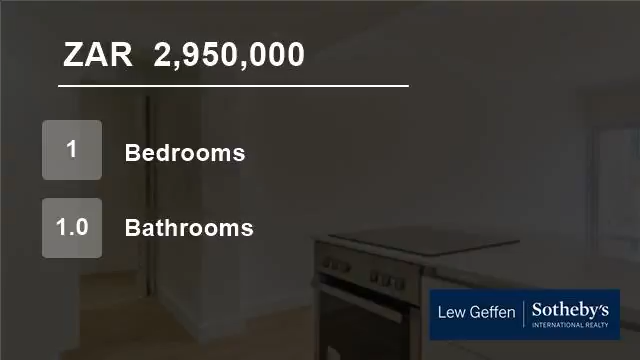 ZAR 2,950,000
1
Bedrooms
1.0
Bathrooms
Lew Geffen
Sotheby's
INTERNATIONAL REALTY